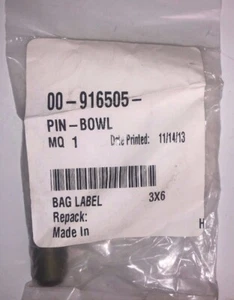 00-916505-
PIN-BOWL
MQ 1 Date Printed: 11/14/13
BAG LABEL 3X6
Repack:
Made In H